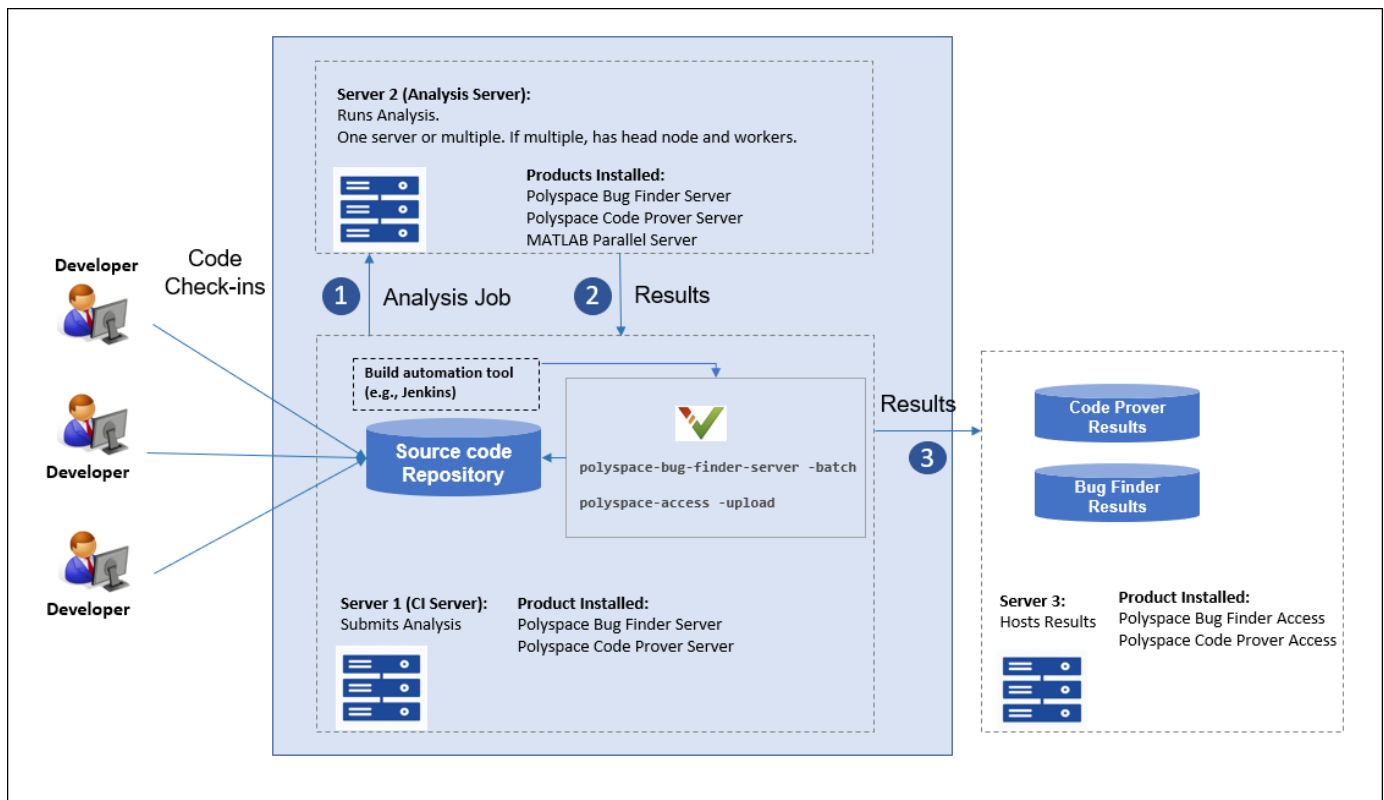 Server 2 (Analysis Server):
Runs Analysis.
One server or multiple. If multiple, has head node and workers.
Products Installed:
Polyspace Bug Finder Server
Polyspace Code Prover Server
MATLAB Parallel Server
Developer
Code
Check-ins
1
Analysis Job
2
Results
Build automation tool
(e.g., Jenkins)
Source code
Repository
polyspace-bug-finder-server -batch
polyspace-access -upload
Developer
Developer
Results
3
Code Prover
Results
Bug Finder
Results
Server 1 (CI Server):
Submits Analysis
Product Installed:
Polyspace Bug Finder Server
Polyspace Code Prover Server
Server 3:
Hosts Results
Product Installed:
Polyspace Bug Finder Access
Polyspace Code Prover Access